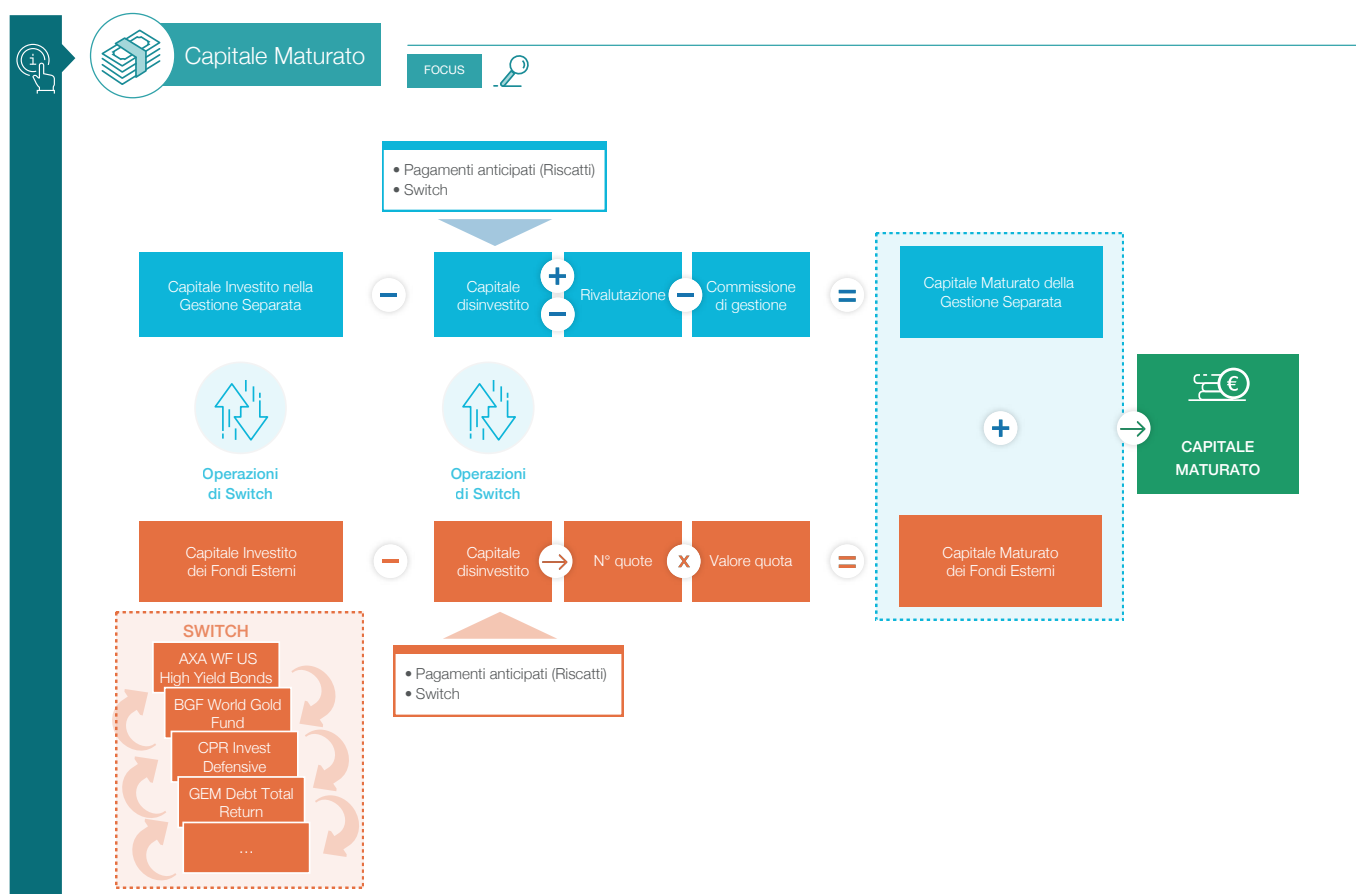 Capitale Maturato
FOCUS
• Pagamenti anticipati (Riscatti)
• Switch
Capitale Investito nella
Gestione Separata
−
Capitale
disinvestito
+
−
Rivalutazione
−
Commissione
di gestione
=
Capitale Maturato della
Gestione Separata
Operazioni
di Switch
Operazioni
di Switch
+
€
CAPITALE
MATURATO
Capitale Investito
dei Fondi Esterni
−
Capitale
disinvestito
→
N° quote
x
Valore quota
=
Capitale Maturato
dei Fondi Esterni
SWITCH
AXA WF US
High Yield Bonds
BGF World Gold
Fund
CPR Invest
Defensive
GEM Debt Total
Return
...
• Pagamenti anticipati (Riscatti)
• Switch